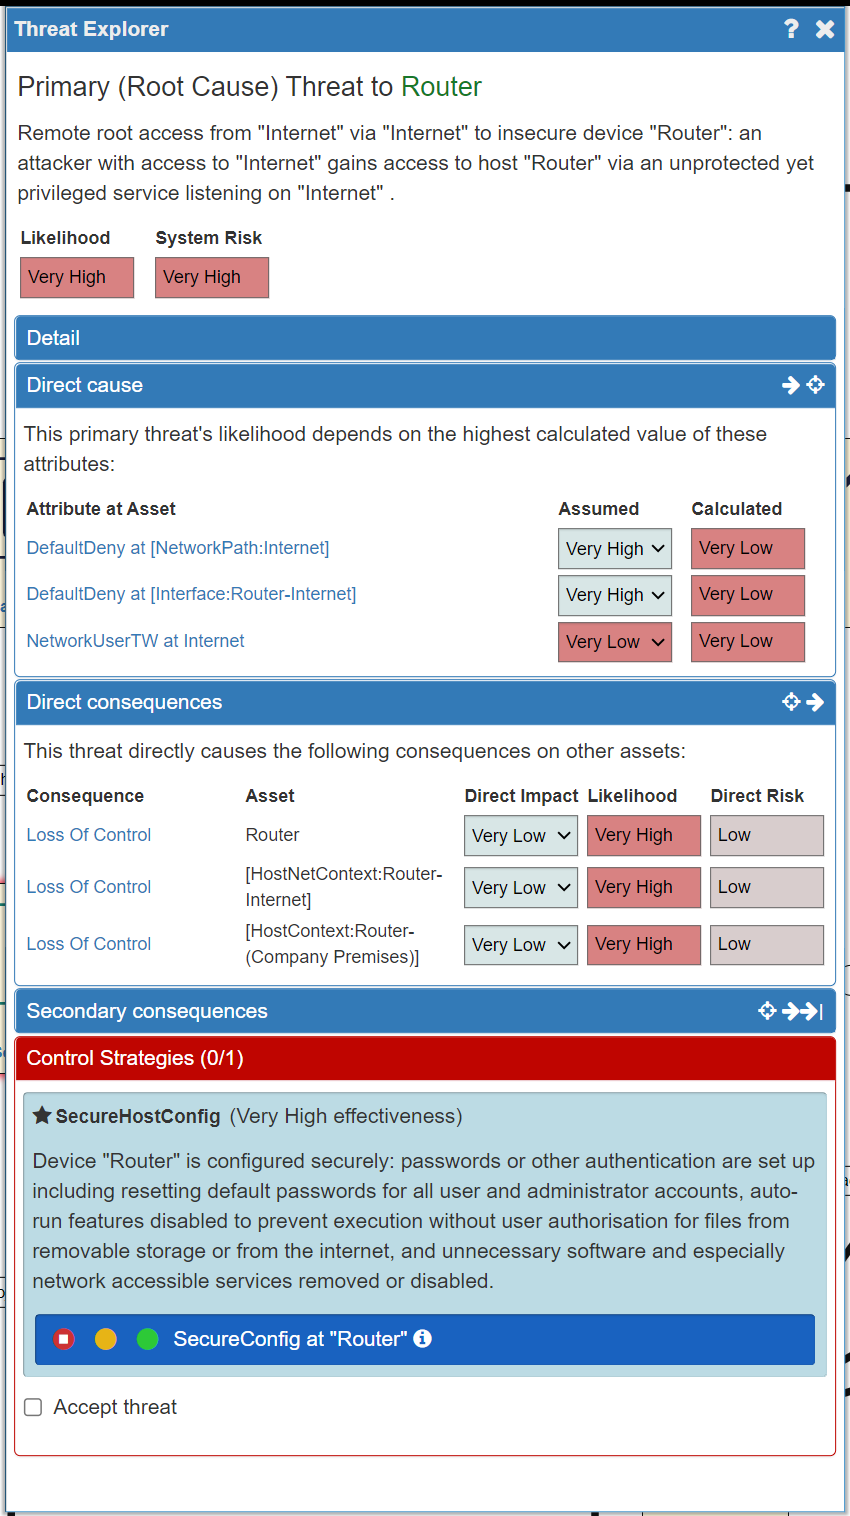 Threat Explorer
Primary (Root Cause) Threat to Router
Remote root access from "Internet" via "Internet" to insecure device "Router": an
attacker with access to "Internet" gains access to host "Router" via an unprotected yet
privileged service listening on "Internet" .
Likelihood System Risk
Very High Very High
Detail
Direct cause
This primary threat's likelihood depends on the highest calculated value of these
attributes:
Attribute at Asset Assumed Calculated
DefaultDeny at [NetworkPath:Internet] Very High Very Low
DefaultDeny at [Interface:Router-Internet] Very High Very Low
NetworkUserTW at Internet Very Low Very Low
Direct consequences
This threat directly causes the following consequences on other assets:
Consequence Asset Direct Impact Likelihood Direct Risk
Loss Of Control Router Very Low Very High Low
Loss Of Control [HostNetContext:Router-
Internet] Very Low Very High Low
Loss Of Control [HostContext:Router-
(Company Premises)] Very Low Very High Low
Secondary consequences
Control Strategies (0/1)
SecureHostConfig (Very High effectiveness)
Device "Router" is configured securely: passwords or other authentication are set up
including resetting default passwords for all user and administrator accounts, auto-
run features disabled to prevent execution without user authorisation for files from
removable storage or from the internet, and unnecessary software and especially
network accessible services removed or disabled.
SecureConfig at "Router"
Accept threat